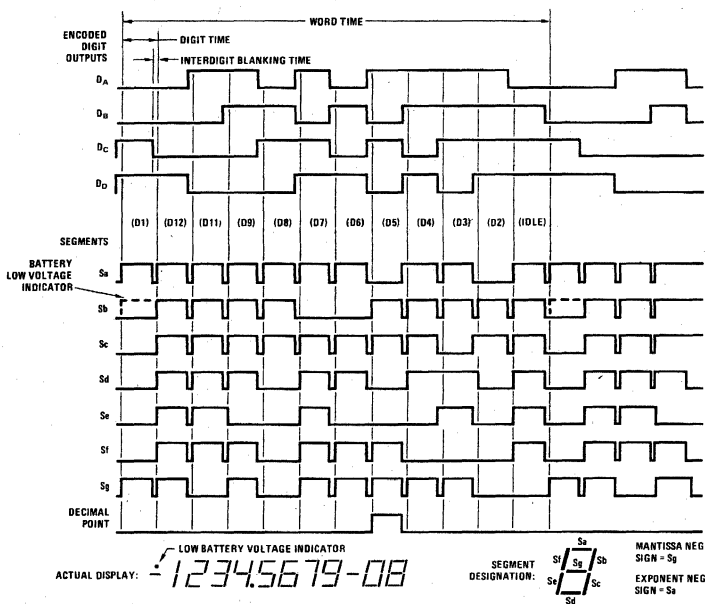 WORD TIME
ENCODED
DIGIT
OUTPUTS
DIGIT TIME
INTERDIGIT BLANKING TIME
DA
DB
DC
DD
(D1) (D12) (D11) (D9) (D8) (D7) (D6) (D5) (D4) (D3) (D2) (IDLE)
SEGMENTS
BATTERY
LOW VOLTAGE
INDICATOR
Sa
Sb
Sc
Sd
Se
Sf
Sg
DECIMAL
POINT
LOW BATTERY VOLTAGE INDICATOR
ACTUAL DISPLAY: -1234.5679-08
SEGMENT
DESIGNATION:
Sa
Sf Sg Sb
Se Sc
Sd
MANTISSA NEG
SIGN = Sg
EXPONENT NEG
SIGN = Sa